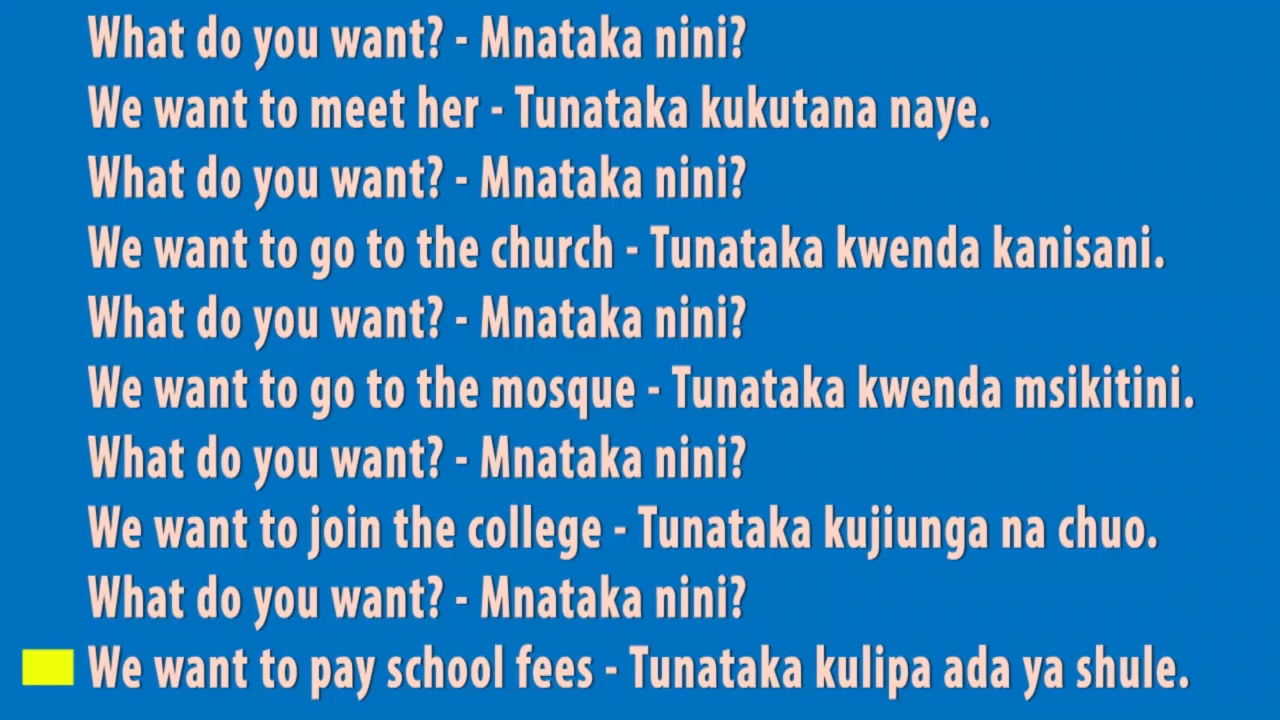 What do you want? - Mnataka nini?
We want to meet her - Tunataka kukutana naye.
What do you want? - Mnataka nini?
We want to go to the church - Tunataka kwenda kanisani.
What do you want? - Mnataka nini?
We want to go to the mosque - Tunataka kwenda msikitini.
What do you want? - Mnataka nini?
We want to join the college - Tunataka kujiunga na chuo.
What do you want? - Mnataka nini?
We want to pay school fees - Tunataka kulipa ada ya shule.